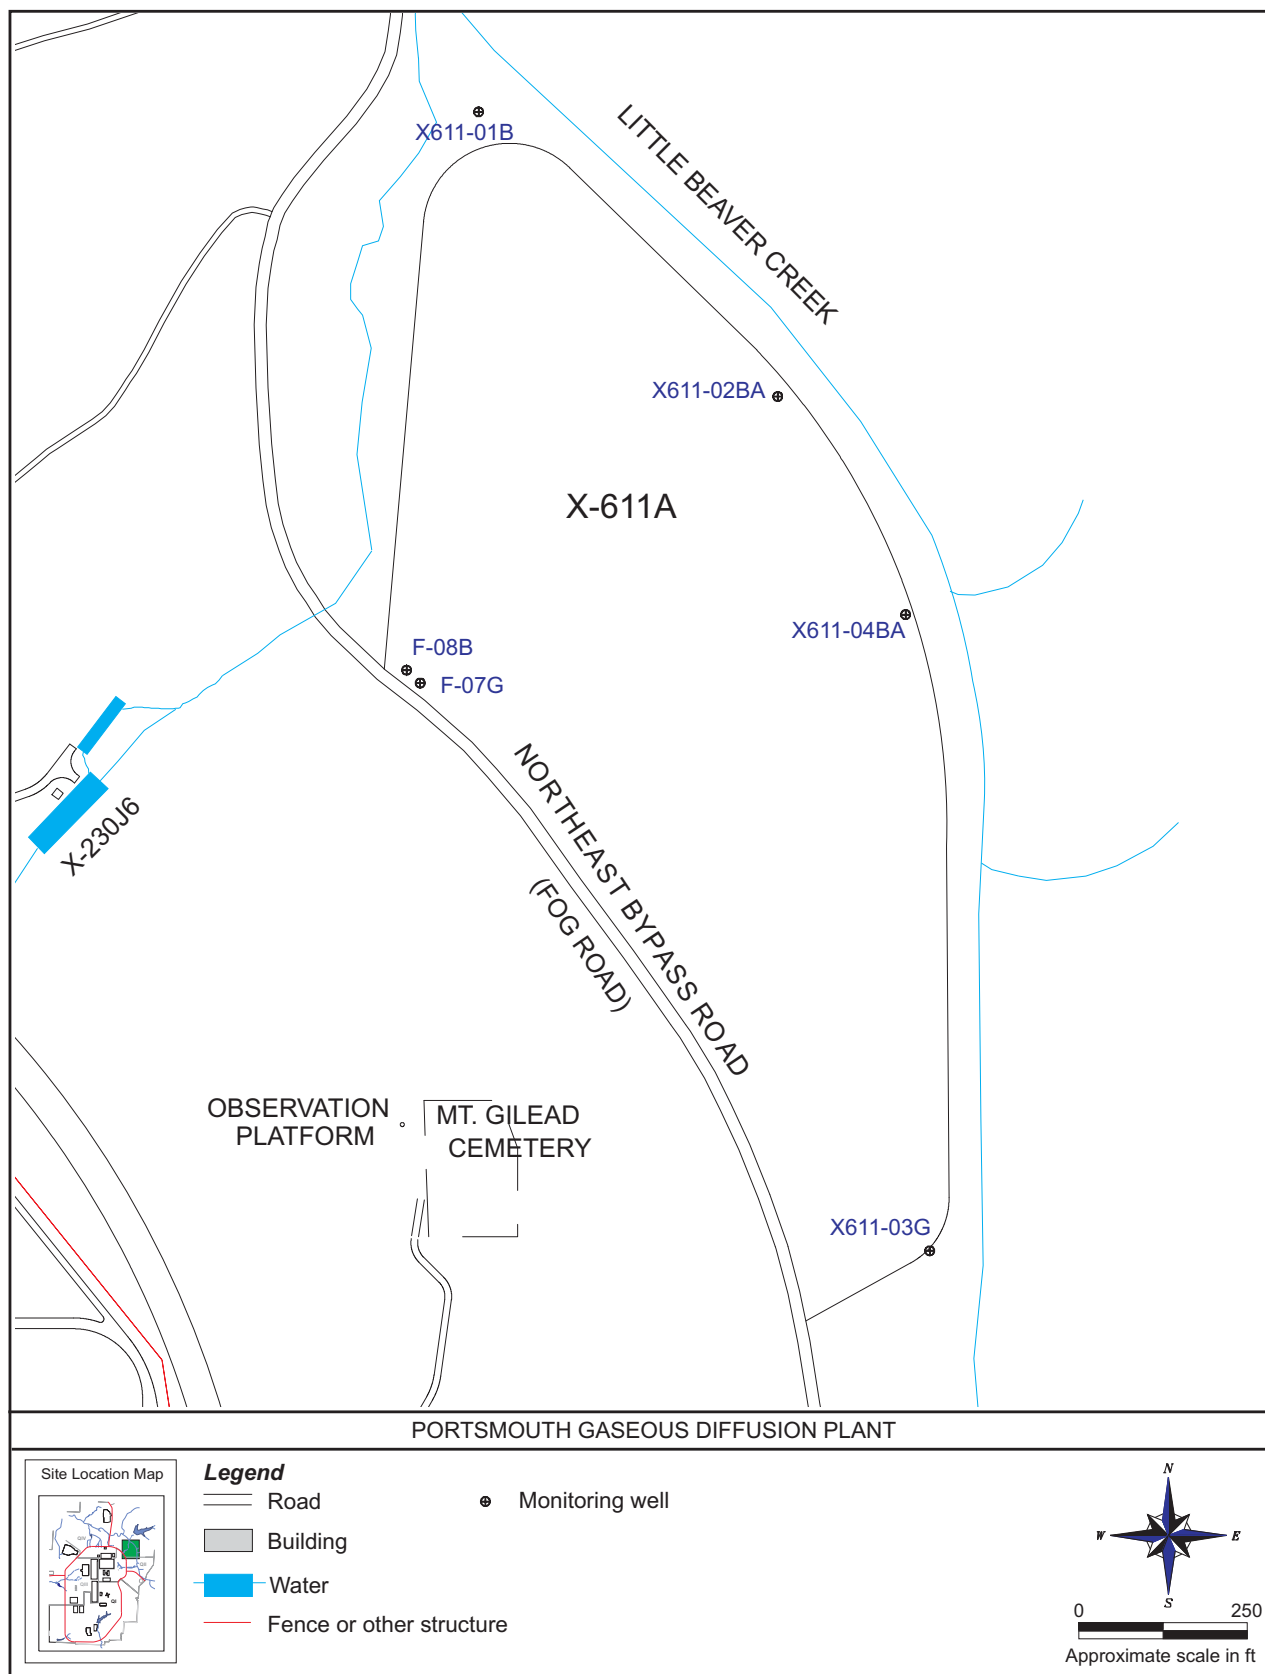 X611-01B
LITTLE BEAVER CREEK
X611-02BA
X-611A
X611-04BA
F-08B
F-07G
X-230J6
NORTHEAST BYPASS ROAD
(FOG ROAD)
OBSERVATION
PLATFORM
MT. GILEAD
CEMETERY
X611-03G
PORTSMOUTH GASEOUS DIFFUSION PLANT
Site Location Map
Legend
Road
Building
Water
Fence or other structure
Monitoring well
N
W
E
S
0 250
Approximate scale in ft